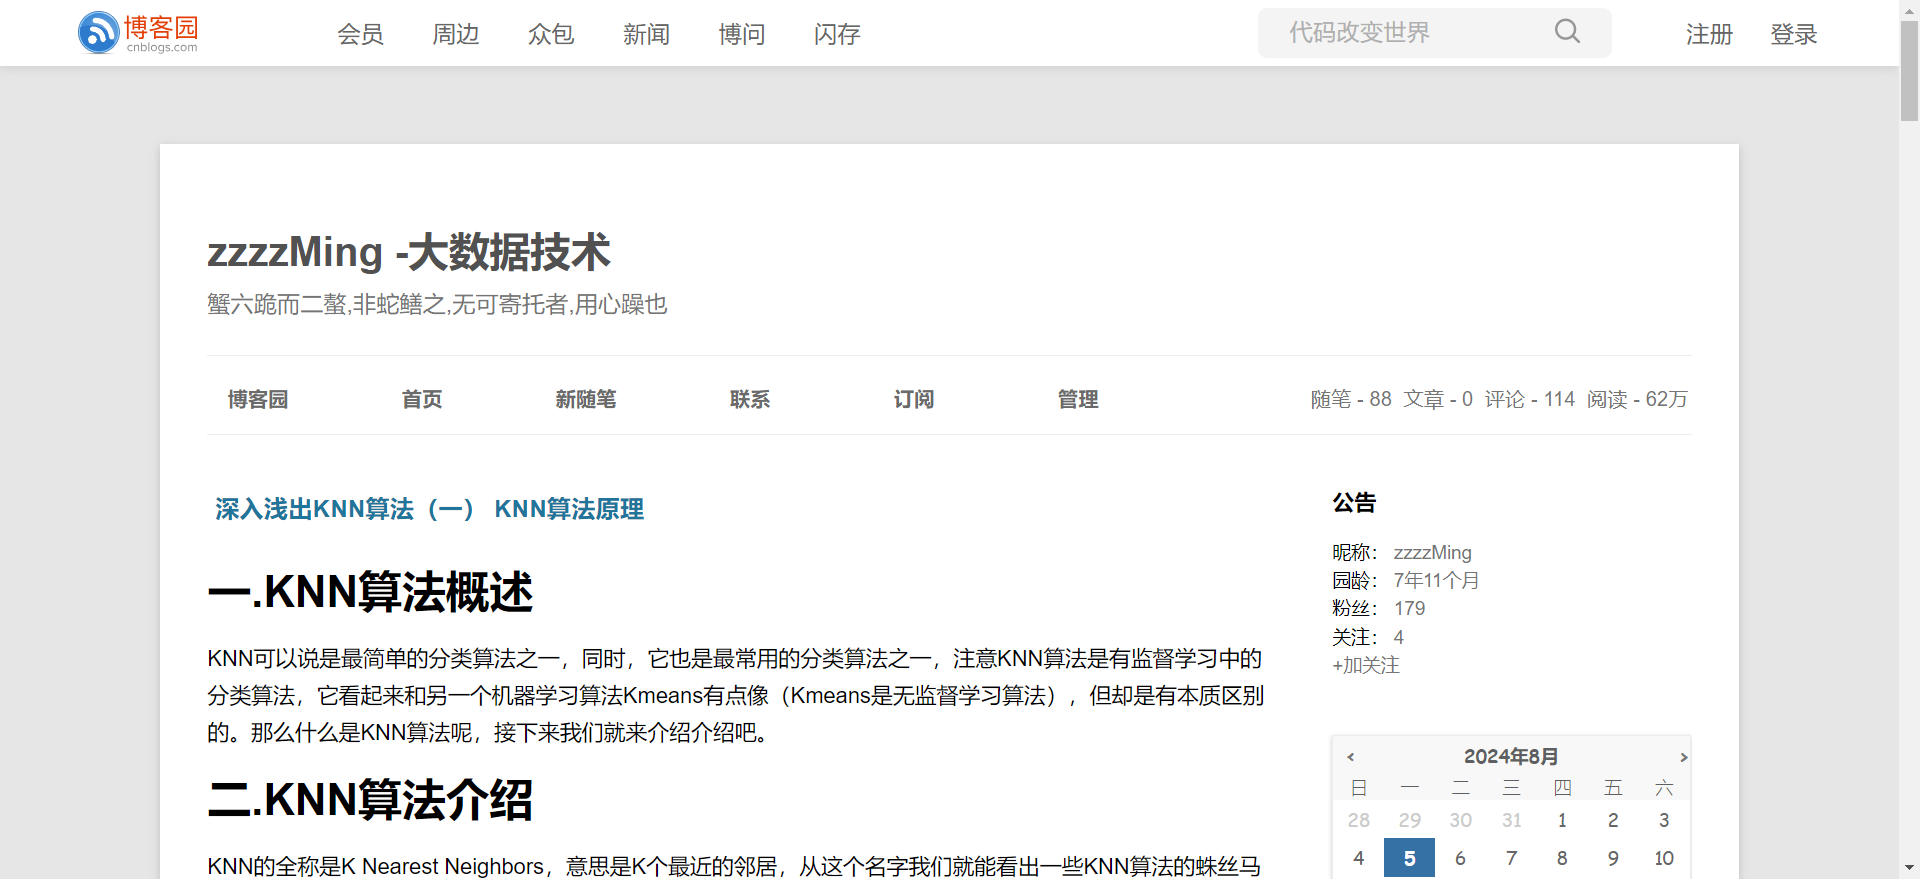 博客园
cnblogs.com
会员 周边 众包 新闻 博问 闪存
代码改变世界
注册 登录
zzzzMing -大数据技术
蟹六跪而二螯,非蛇鳝之,无可寄托者,用心躁也
博客园 首页 新随笔 联系 订阅 管理
随笔 - 88 文章 - 0 评论 - 114 阅读 - 62万
深入浅出KNN算法（一） KNN算法原理
一.KNN算法概述
KNN可以说是最简单的分类算法之一，同时，它也是最常用的分类算法之一，注意KNN算法是有监督学习中的
分类算法，它看起来和另一个机器学习算法Kmeans有点像（Kmeans是无监督学习算法），但却是有本质区别
的。那么什么是KNN算法呢，接下来我们就来介绍介绍吧。
二.KNN算法介绍
KNN的全称是K Nearest Neighbors，意思是K个最近的邻居，从这个名字我们就能看出一些KNN算法的蛛丝马
公告
昵称： zzzzMing
园龄： 7年11个月
粉丝： 179
关注： 4
+加关注
‹ 2024年8月 ›
日 一 二 三 四 五 六
28 29 30 31 1 2 3
4 5 6 7 8 9 10